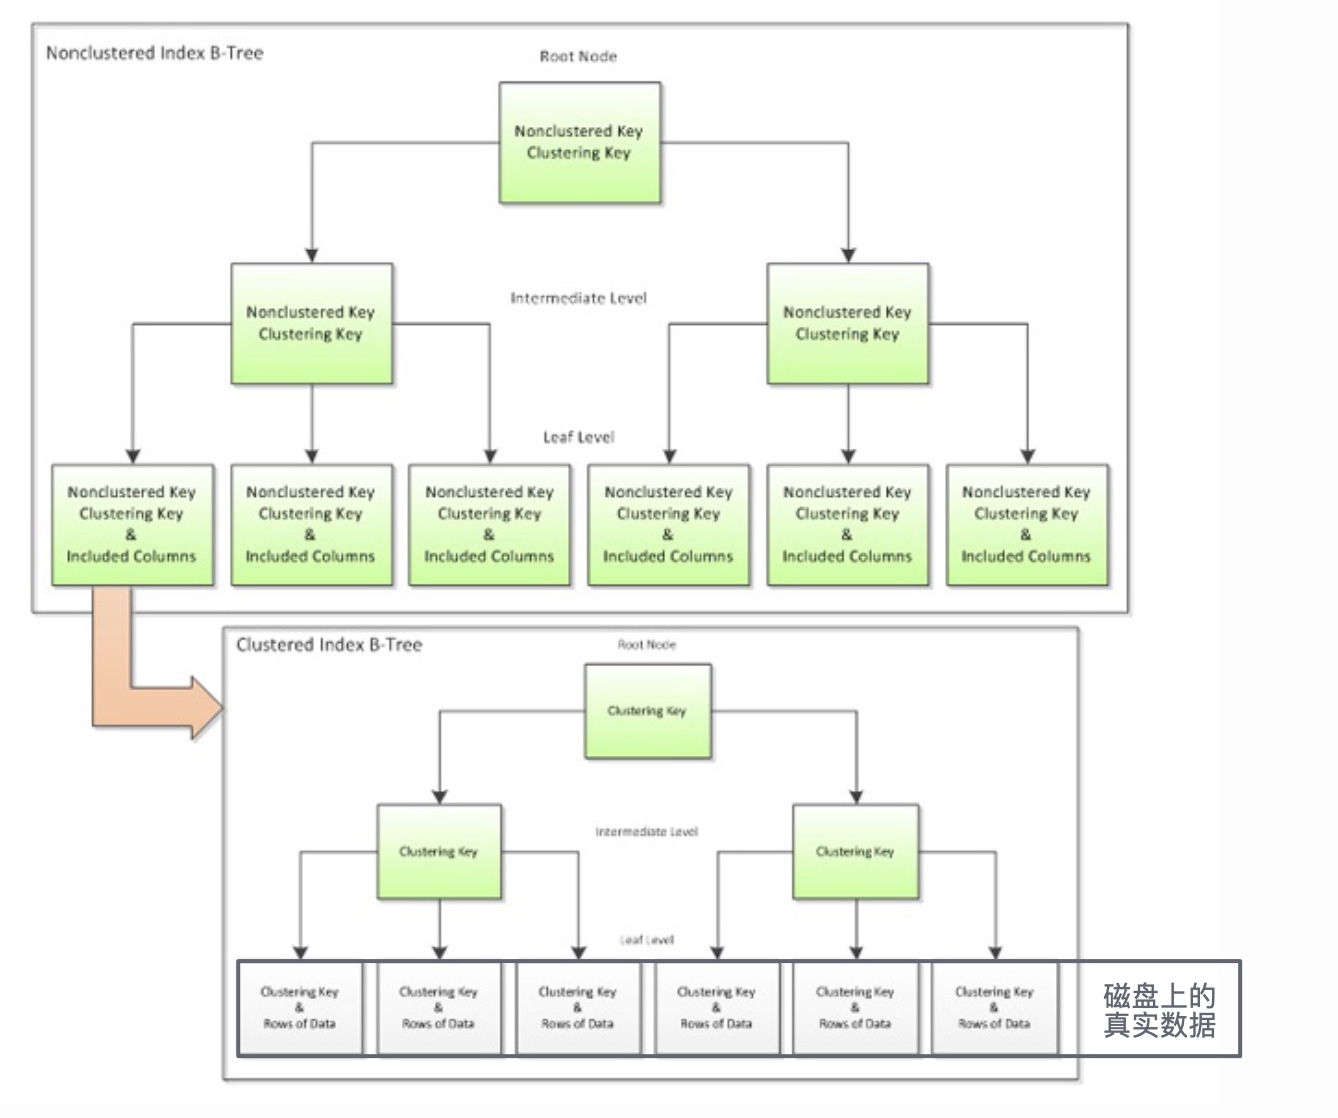 Nonclustered Index B-Tree
Root Node
Nonclustered Key
Clustering Key
Intermediate Level
Nonclustered Key
Clustering Key
Nonclustered Key
Clustering Key
Leaf Level
Nonclustered Key
Clustering Key
&
Included Columns
Nonclustered Key
Clustering Key
&
Included Columns
Nonclustered Key
Clustering Key
&
Included Columns
Nonclustered Key
Clustering Key
&
Included Columns
Nonclustered Key
Clustering Key
&
Included Columns
Nonclustered Key
Clustering Key
&
Included Columns
Clustered Index B-Tree
Root Node
Clustering Key
Intermediate Level
Clustering Key
Clustering Key
Leaf Level
Clustering Key
&
Rows of Data
Clustering Key
&
Rows of Data
Clustering Key
&
Rows of Data
Clustering Key
&
Rows of Data
Clustering Key
&
Rows of Data
Clustering Key
&
Rows of Data
磁盘上的
真实数据